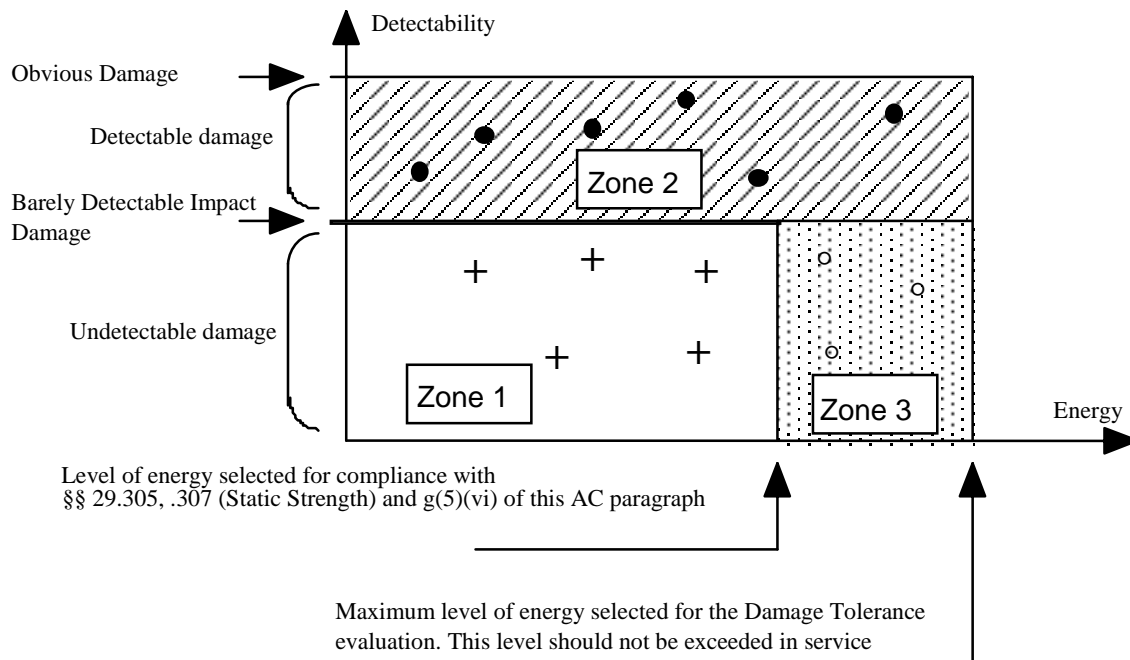 Detectability
Obvious Damage
Detectable damage
Zone 2
Barely Detectable Impact
Damage
Undetectable damage
Zone 1
Zone 3
Energy
Level of energy selected for compliance with
§§ 29.305, .307 (Static Strength) and g(5)(vi) of this AC paragraph
Maximum level of energy selected for the Damage Tolerance
evaluation. This level should not be exceeded in service